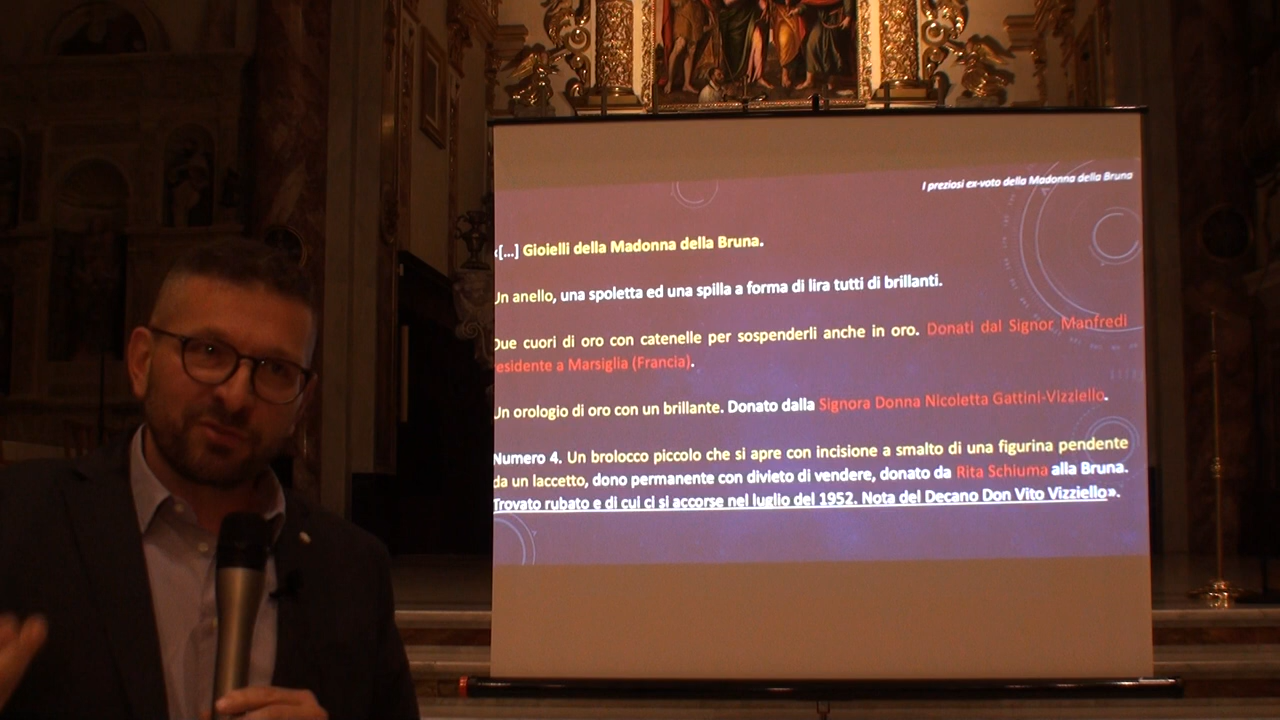 I preziosi ex-voto della Madonna della Bruna
«[...] Gioielli della Madonna della Bruna.
Un anello, una spoletta ed una spilla a forma di lira tutti di brillanti.
Due cuori di oro con catenelle per sospenderli anche in oro. Donati dal Signor Manfredi
residente a Marsiglia (Francia).
Un orologio di oro con un brillante. Donato dalla Signora Donna Nicoletta Gattini-Vizziello.
Numero 4. Un brolocco piccolo che si apre con incisione a smalto di una figurina pendente
da un laccetto, dono permanente con divieto di vendere, donato da Rita Schiuma alla Bruna.
Trovato rubato e di cui ci si accorse nel luglio del 1952. Nota del Decano Don Vito Vizziello».